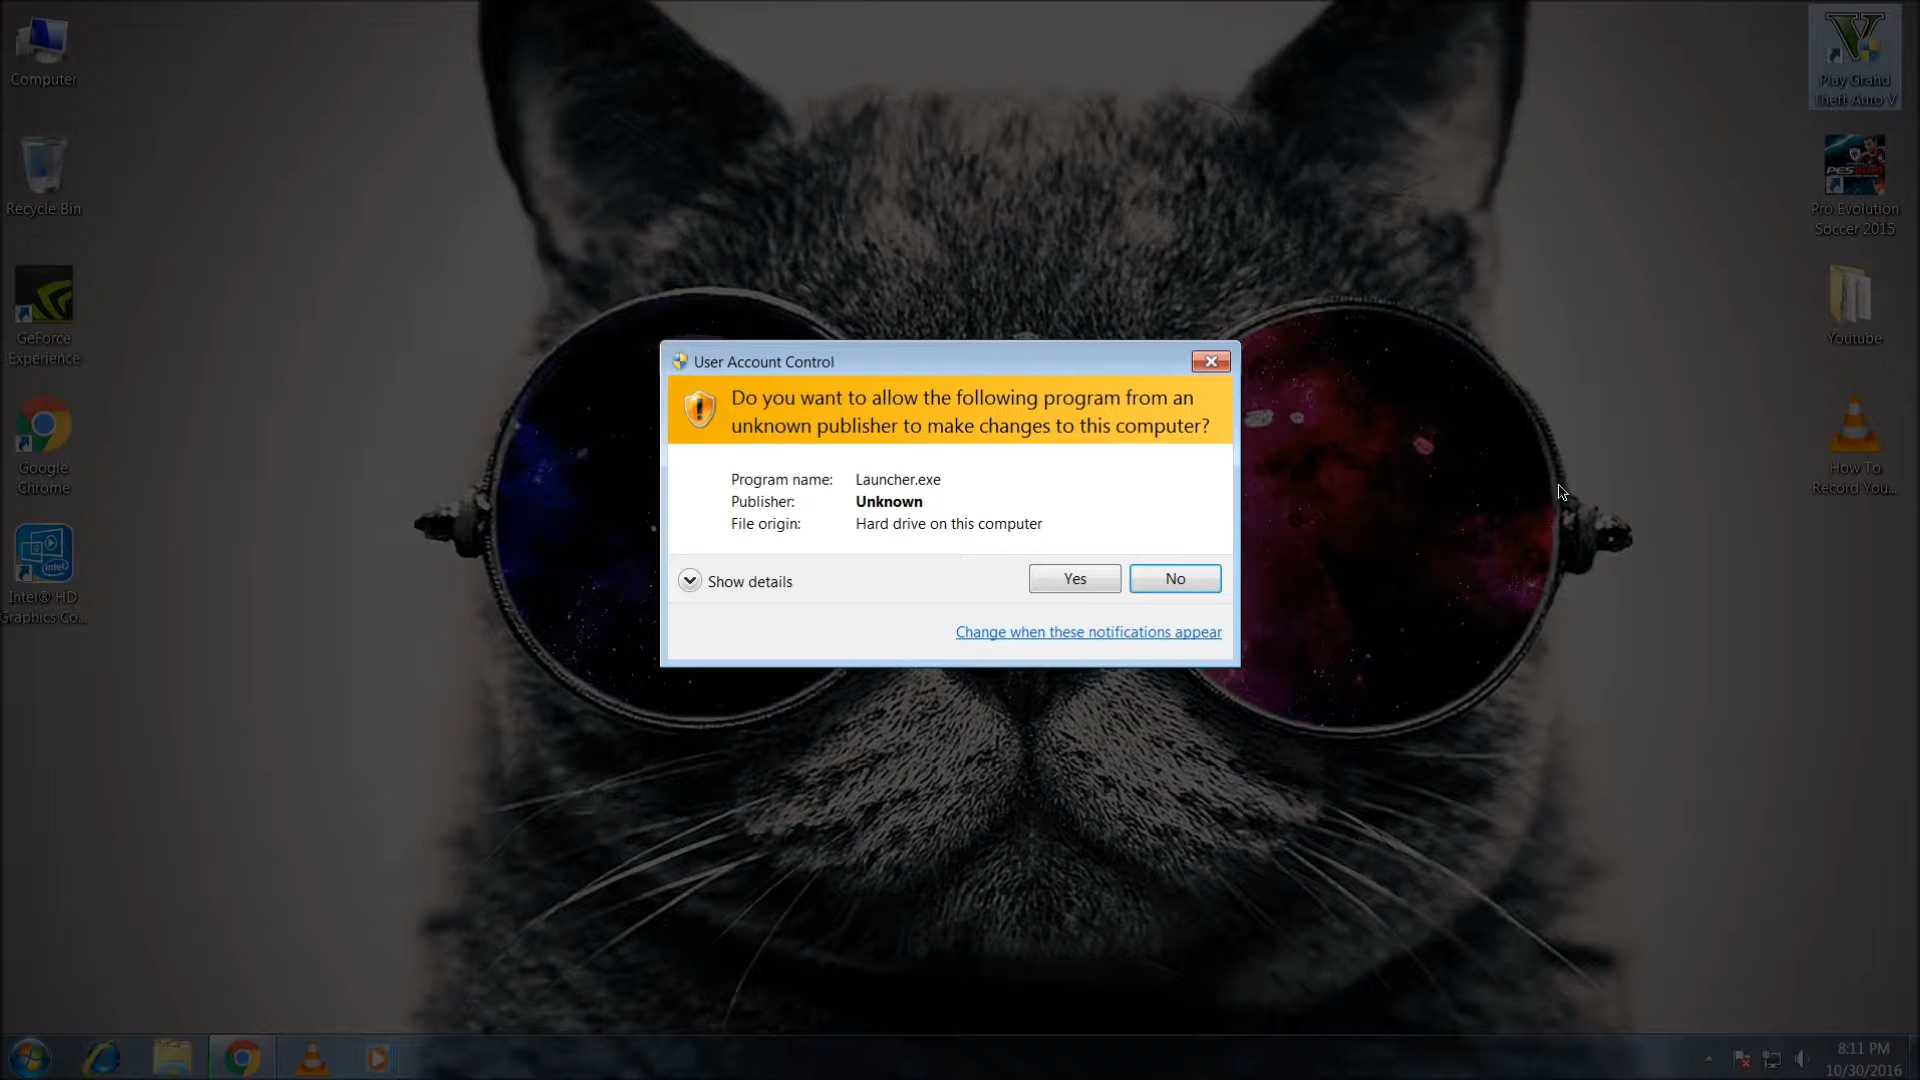 Computer
Recycle Bin
GeForce
Experience
Google
Chrome
intel
Intel® HD
Graphics Co...
User Account Control
Do you want to allow the following program from an
unknown publisher to make changes to this computer?
Program name: Launcher.exe
Publisher: Unknown
File origin: Hard drive on this computer
Show details
Yes
No
Change when these notifications appear
V
Play Grand
Theft Auto V
Pro Evolution
Soccer 2015
Youtube
How To
Record You...
8:11 PM
10/30/2016